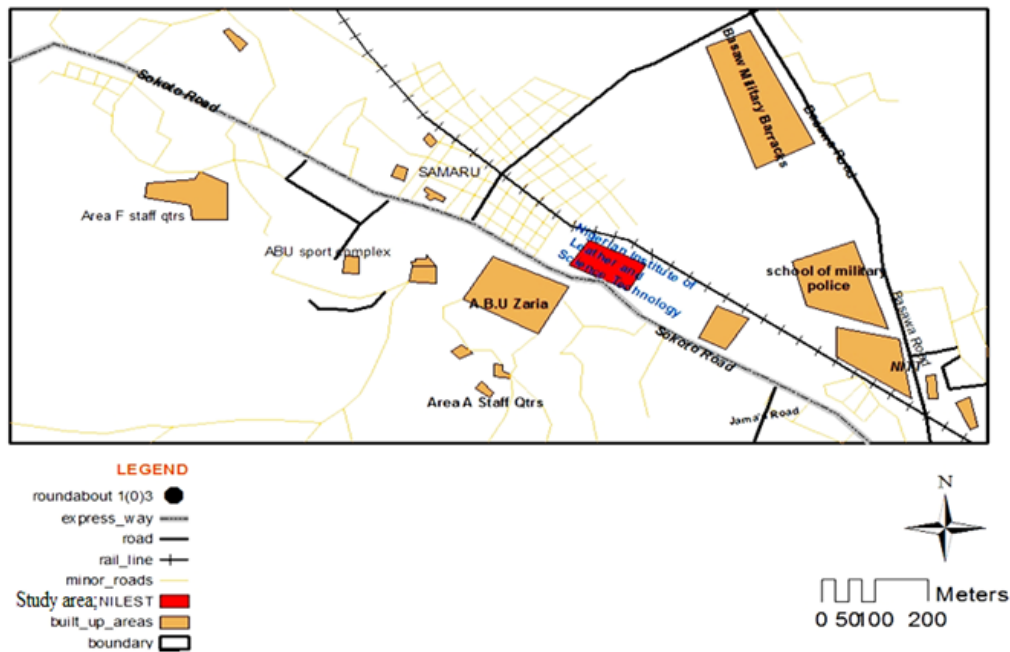 Sokoto Road
Basaw Military Barracks
Basawa Road
SAMARU
Area F staff qtrs
ABU sport complex
Nigerian Institute of
Leather and
Science Technology
school of military
police
A.B.U Zaria
Basawa Road
Sokoto Road
NITT
Area A Staff Qtrs
Jama'a Road
LEGEND
roundabout 1(0)3
express_way
road
rail_line
minor_roads
Study area;NILEST
built_up_areas
boundary
N
Meters
0 50100 200